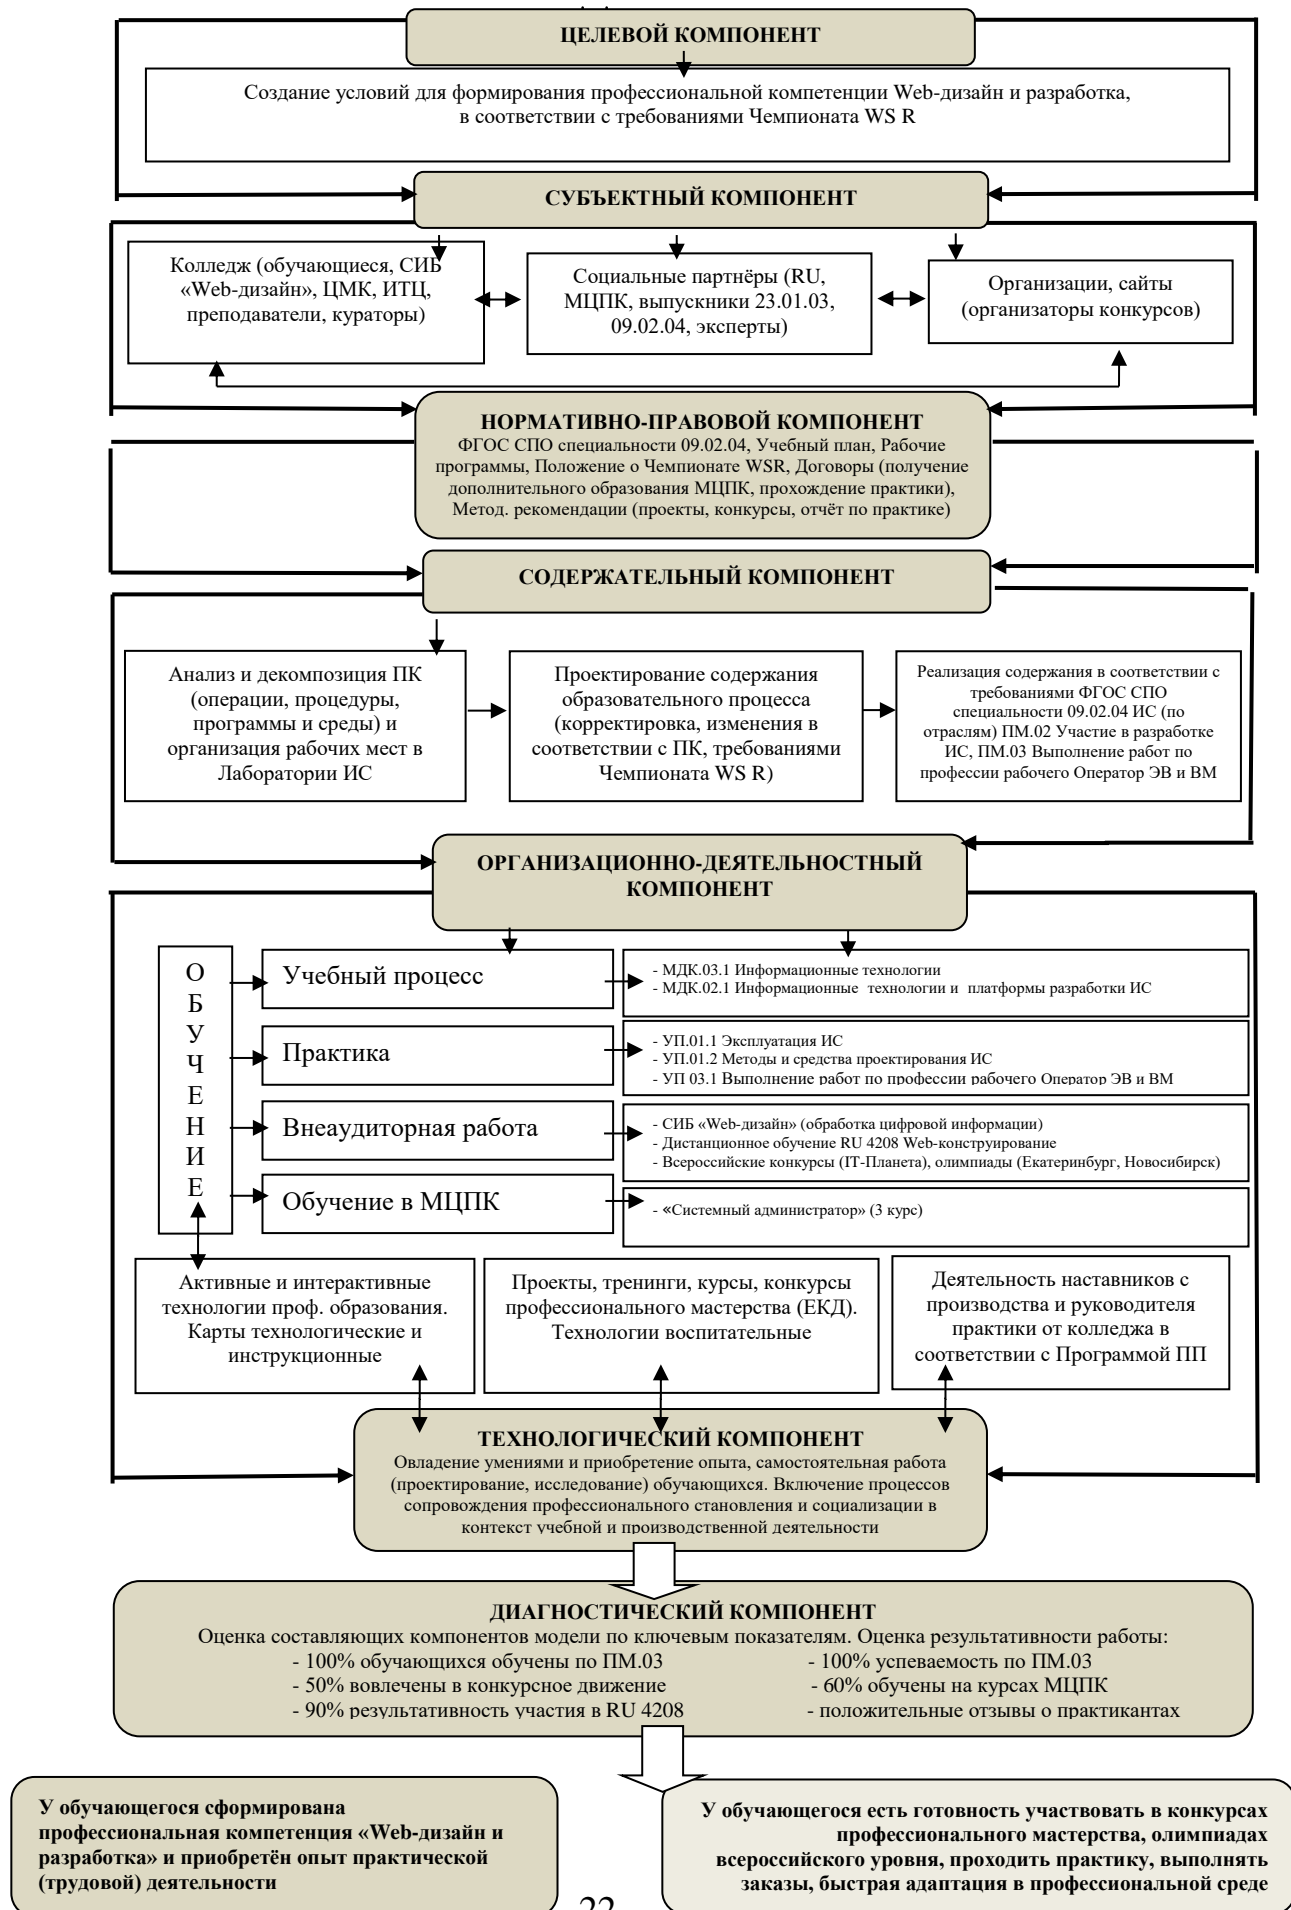 ЦЕЛЕВОЙ КОМПОНЕНТ
Создание условий для формирования профессиональной компетенции Web-дизайн и разработка,
в соответствии с требованиями Чемпионата WS R
СУБЪЕКТНЫЙ КОМПОНЕНТ
Колледж (обучающиеся, СИБ
«Web-дизайн», ЦМК, ИТЦ,
преподаватели, кураторы)
Социальные партнёры (RU,
МЦПК, выпускники 23.01.03,
09.02.04, эксперты)
Организации, сайты
(организаторы конкурсов)
НОРМАТИВНО-ПРАВОВОЙ КОМПОНЕНТ
ФГОС СПО специальности 09.02.04, Учебный план, Рабочие
программы, Положение о Чемпионате WSR, Договоры (получение
дополнительного образования МЦПК, прохождение практики),
Метод. рекомендации (проекты, конкурсы, отчёт по практике)
СОДЕРЖАТЕЛЬНЫЙ КОМПОНЕНТ
Анализ и декомпозиция ПК
(операции, процедуры,
программы и среды) и
организация рабочих мест в
Лаборатории ИС
Проектирование содержания
образовательного процесса
(корректировка, изменения в
соответствии с ПК, требованиями
Чемпионата WS R)
Реализация содержания в соответствии с
требованиями ФГОС СПО
специальности 09.02.04 ИС (по
отраслям) ПМ.02 Участие в разработке
ИС, ПМ.03 Выполнение работ по
профессии рабочего Оператор ЭВ и ВМ
ОРГАНИЗАЦИОННО-ДЕЯТЕЛЬНОСТНЫЙ
КОМПОНЕНТ
О
Б
У
Ч
Е
Н
И
Е
Учебный процесс
- МДК.03.1 Информационные технологии
- МДК.02.1 Информационные технологии и платформы разработки ИС
Практика
- УП.01.1 Эксплуатация ИС
- УП.01.2 Методы и средства проектирования ИС
- УП 03.1 Выполнение работ по профессии рабочего Оператор ЭВ и ВМ
Внеаудиторная работа
- СИБ «Web-дизайн» (обработка цифровой информации)
- Дистанционое обучение RU 4208 Web-конструирование
- Всероссийские конкурсы (IT-Планета), олимпиады (Екатеринбург, Новосибирск)
Обучение в МЦПК
- «Системный администратор» (3 курс)
Активные и интерактивные
технологии проф. образования.
Карты технологические и
инструкционные
Проекты, тренинги, курсы, конкурсы
профессионального мастерства (ЕКД).
Технологии воспитательные
Деятельность наставников с
производства и руководителя
практики от колледжа в
соответствии с Программой ПП
ТЕХНОЛОГИЧЕСКИЙ КОМПОНЕНТ
Овладение умениями и приобретение опыта, самостоятельная работа
(проектирование, исследование) обучающихся. Включение процессов
сопровождения профессионального становления и социализации в
контекст учебной и производственной деятельности
ДИАГНОСТИЧЕСКИЙ КОМПОНЕНТ
Оценка составляющих компонентов модели по ключевым показателям. Оценка результативности работы:
- 100% обучающихся обучены по ПМ.03
- 100% успеваемость по ПМ.03
- 50% вовлечены в конкурсное движение
- 60% обучены на курсах МЦПК
- 90% результативность участия в RU 4208
- положительные отзывы о практикантах
У обучающегося сформирована
профессиональная компетенция «Web-дизайн и
разработка» и приобретён опыт практической
(трудовой) деятельности
У обучающегося есть готовность участвовать в конкурсах
профессионального мастерства, олимпиадах
всероссийского уровня, проходить практику, выполнять
заказы, быстрая адаптация в профессиональной среде
22